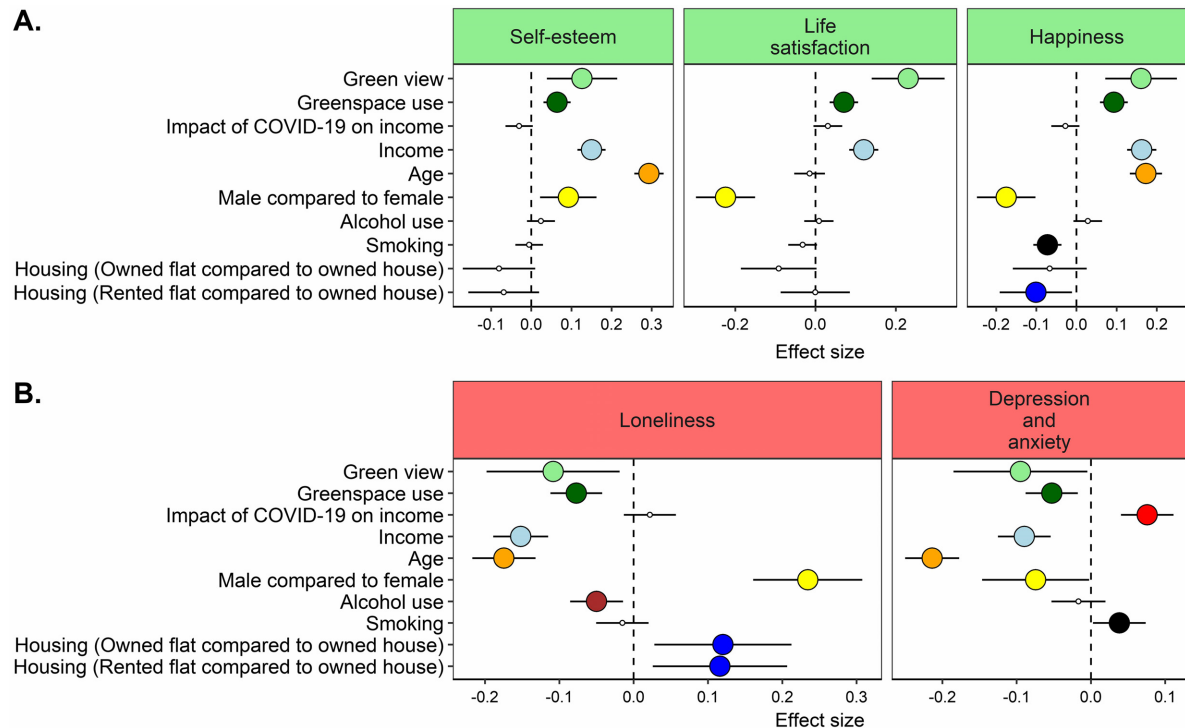 A.
Self-esteem
Life
satisfaction
Happiness
Green view
Greenspace use
Impact of COVID-19 on income
Income
Age
Male compared to female
Alcohol use
Smoking
Housing (Owned flat compared to owned house)
Housing (Rented flat compared to owned house)
-0.1 0.0 0.1 0.2 0.3
-0.2 0.0 0.2
-0.2 -0.1 0.0 0.1 0.2
Effect size
B.
Loneliness
Depression
and
anxiety
Green view
Greenspace use
Impact of COVID-19 on income
Income
Age
Male compared to female
Alcohol use
Smoking
Housing (Owned flat compared to owned house)
Housing (Rented flat compared to owned house)
-0.2 -0.1 0.0 0.1 0.2 0.3
-0.2 -0.1 0.0 0.1
Effect size